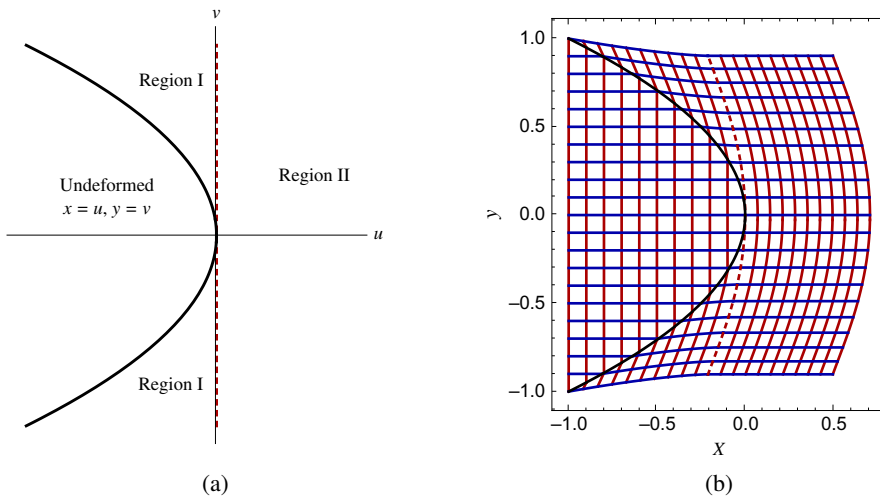 v
Region I
Undeformed
x = u, y = v
Region II
u
Region I
(a)
1.0
0.5
0.0
−0.5
−1.0
y
−1.0 −0.5 0.0 0.5
X
(b)